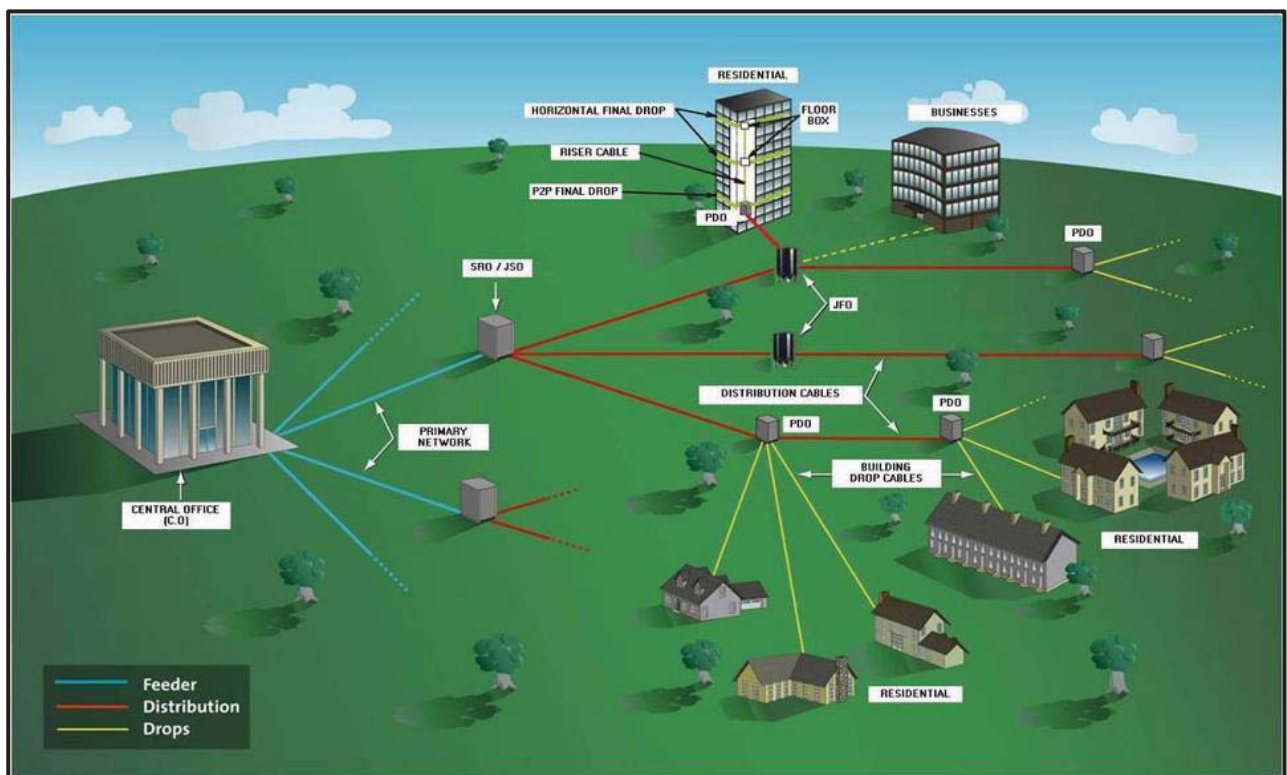 RESIDENTIAL
HORIZONTAL FINAL DROP
FLOOR
BOX
BUSINESSES
RISER CABLE
P2P FINAL DROP
PDO
PDO
SRO / JSO
JFO
DISTRIBUTION CABLES
PDO
PDO
PRIMARY
NETWORK
BUILDING
DROP CABLES
CENTRAL OFFICE
(C.O)
RESIDENTIAL
RESIDENTIAL
Feeder
Distribution
Drops